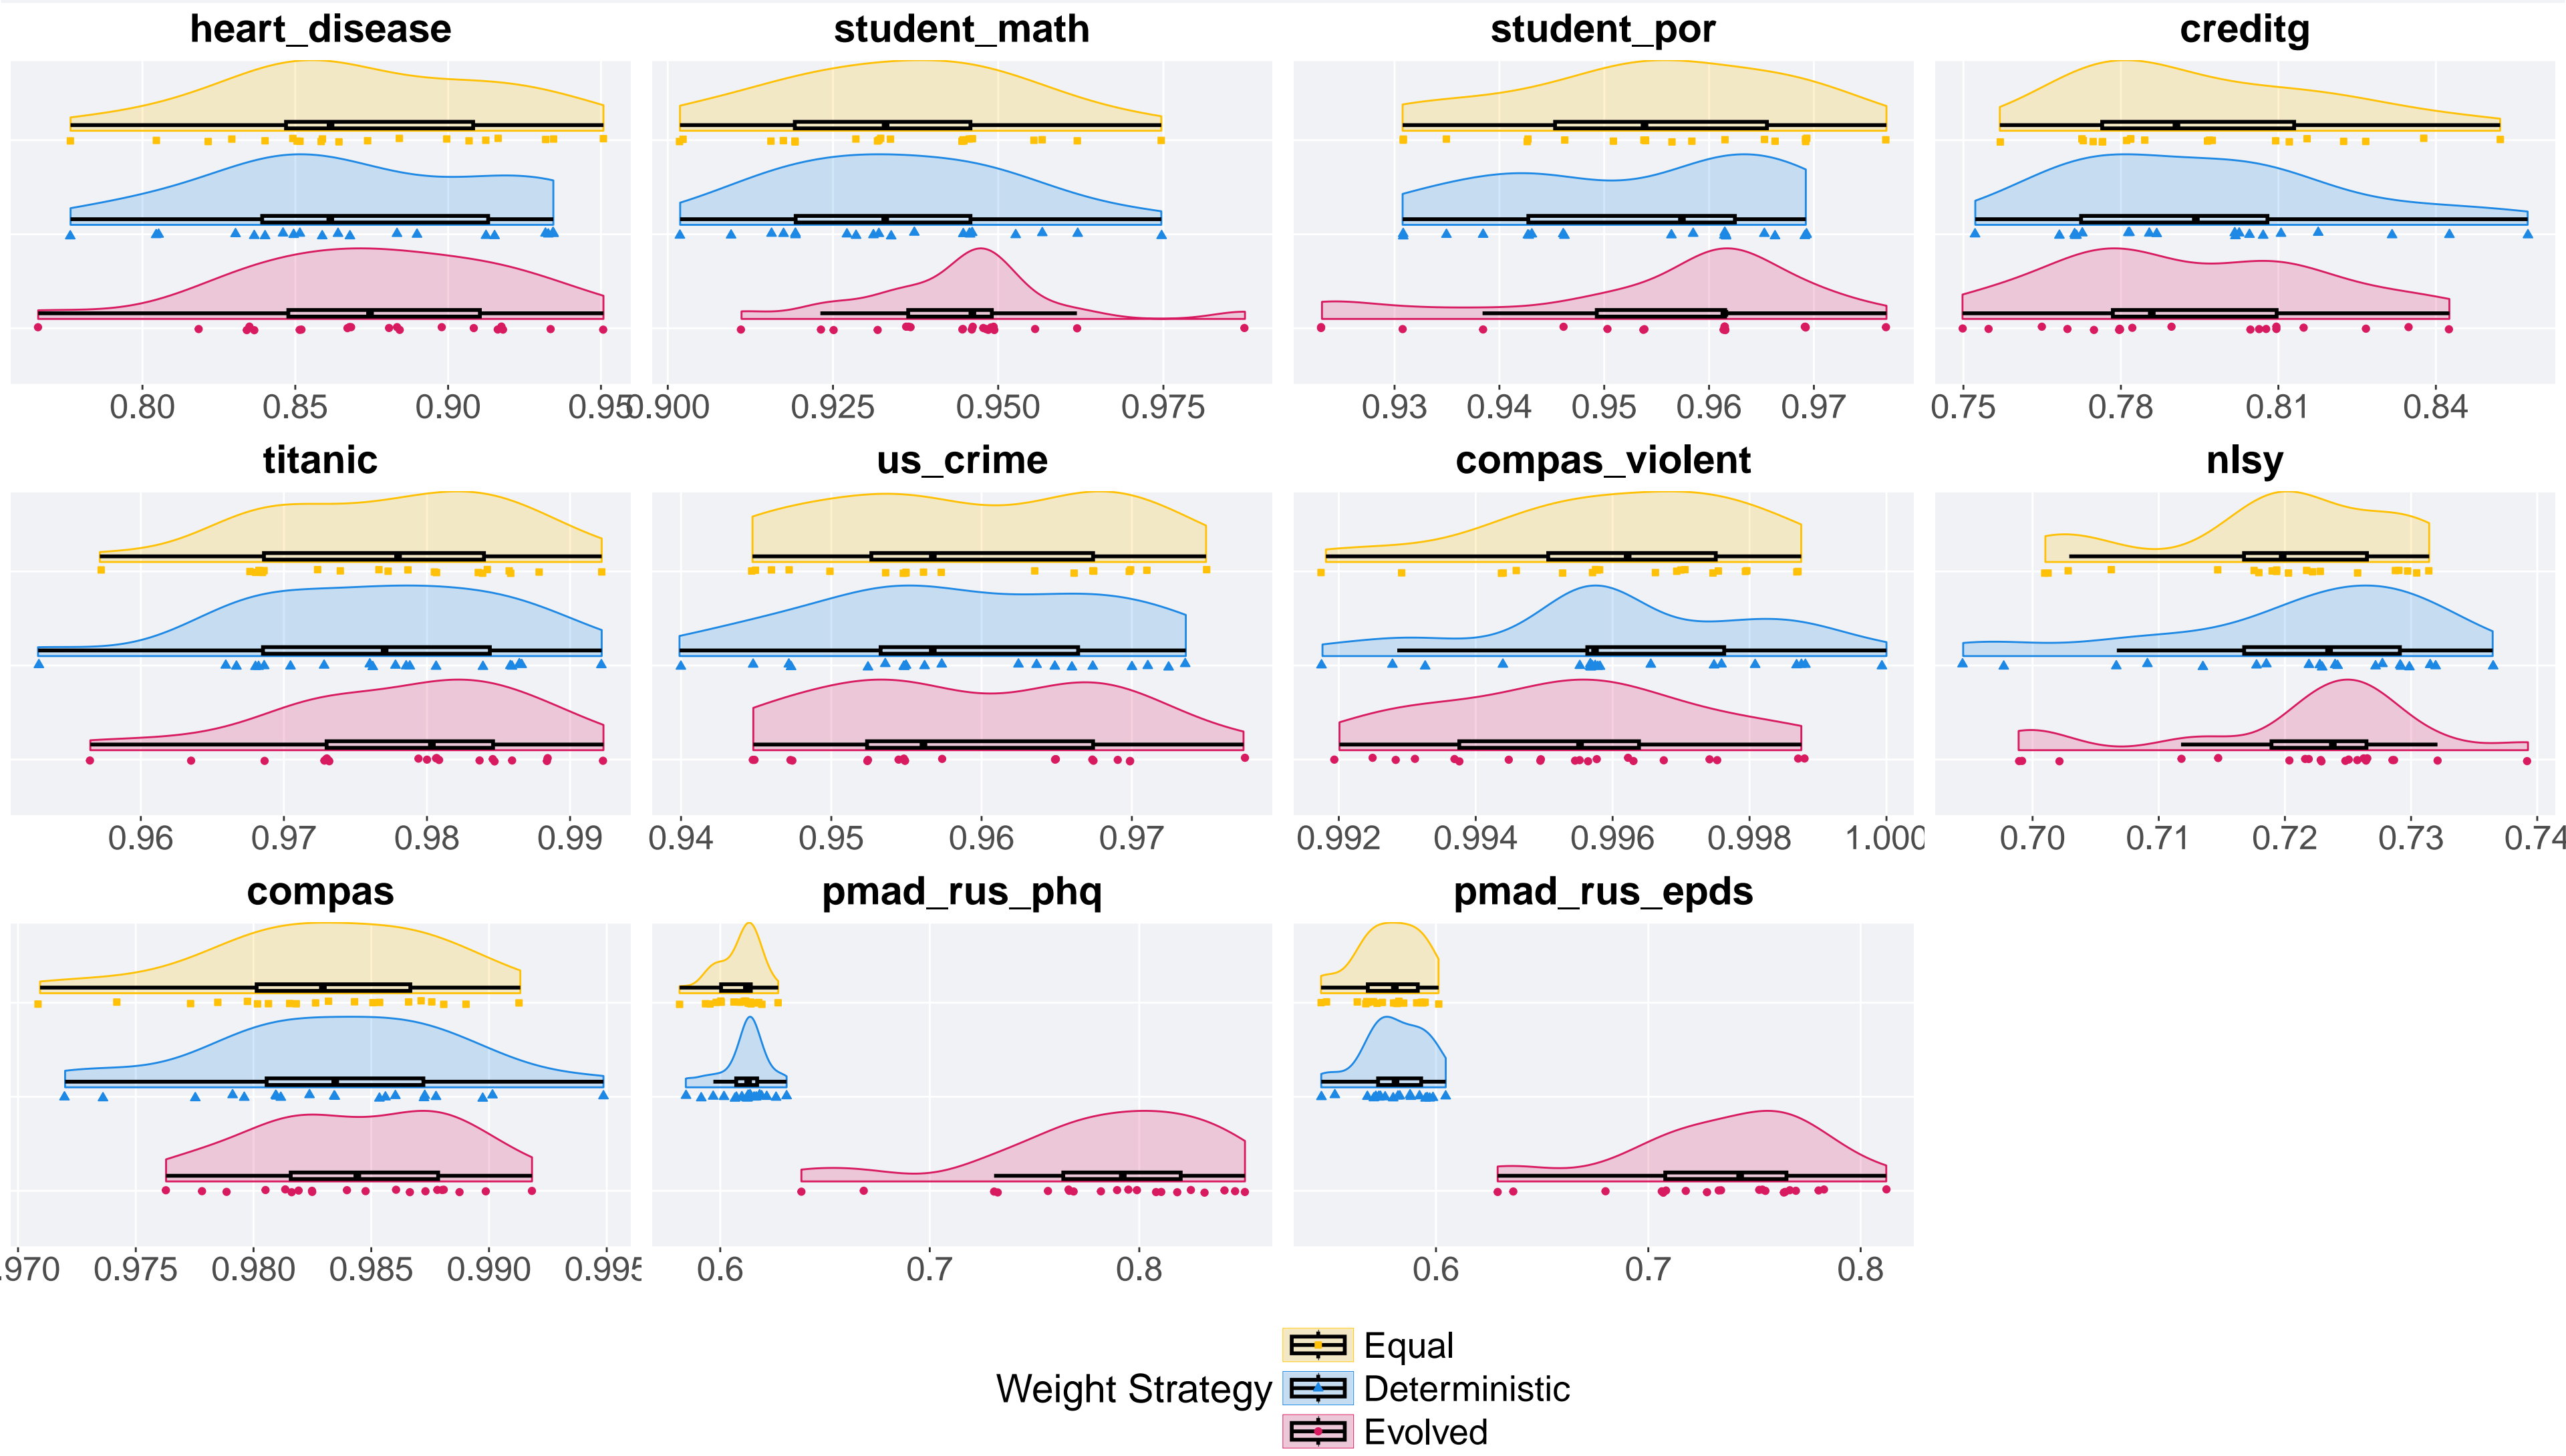 heart_disease student_math student_por creditg
0.80 0.85 0.90 0.95 0.900 0.925 0.950 0.975 0.93 0.94 0.95 0.96 0.97 0.75 0.78 0.81 0.84
titanic us_crime compas_violent nlsy
0.96 0.97 0.98 0.99 0.94 0.95 0.96 0.97 0.992 0.994 0.996 0.998 1.000 0.70 0.71 0.72 0.73 0.74
compas pmad_rus_phq pmad_rus_epds
.970 0.975 0.980 0.985 0.990 0.995 0.6 0.7 0.8 0.6 0.7 0.8
Equal
Weight Strategy Deterministic
Evolved